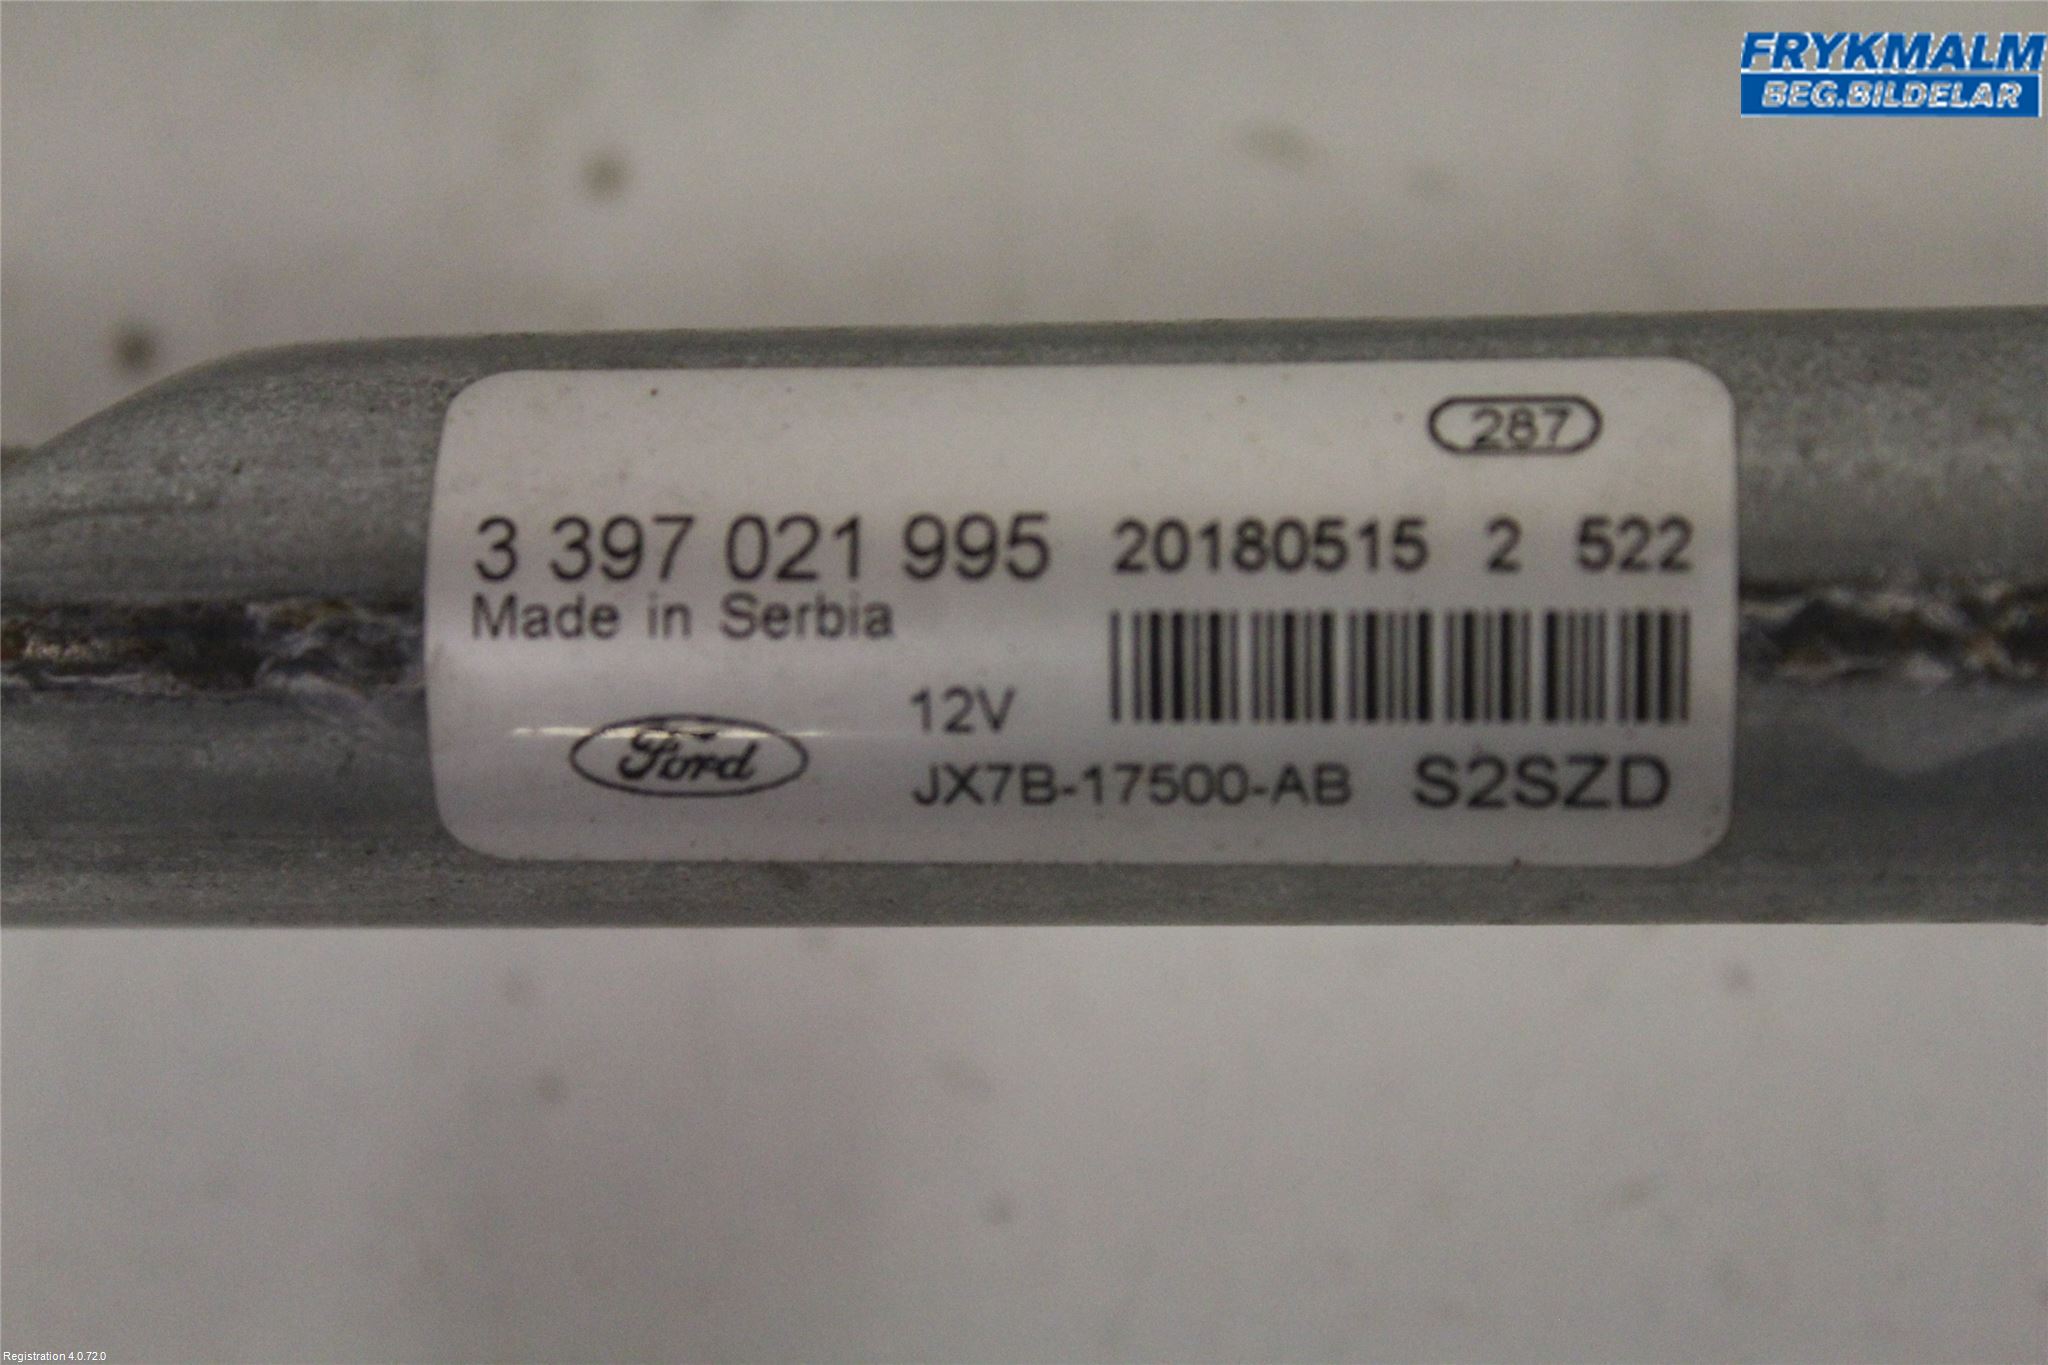 FRYKMALM
BEG.BILDELAR
287
3 397 021 995 20180515 2 522
Made in Serbia
12V
Ford
JX7B-17500-AB S2SZD
Registration 4.0.72.0